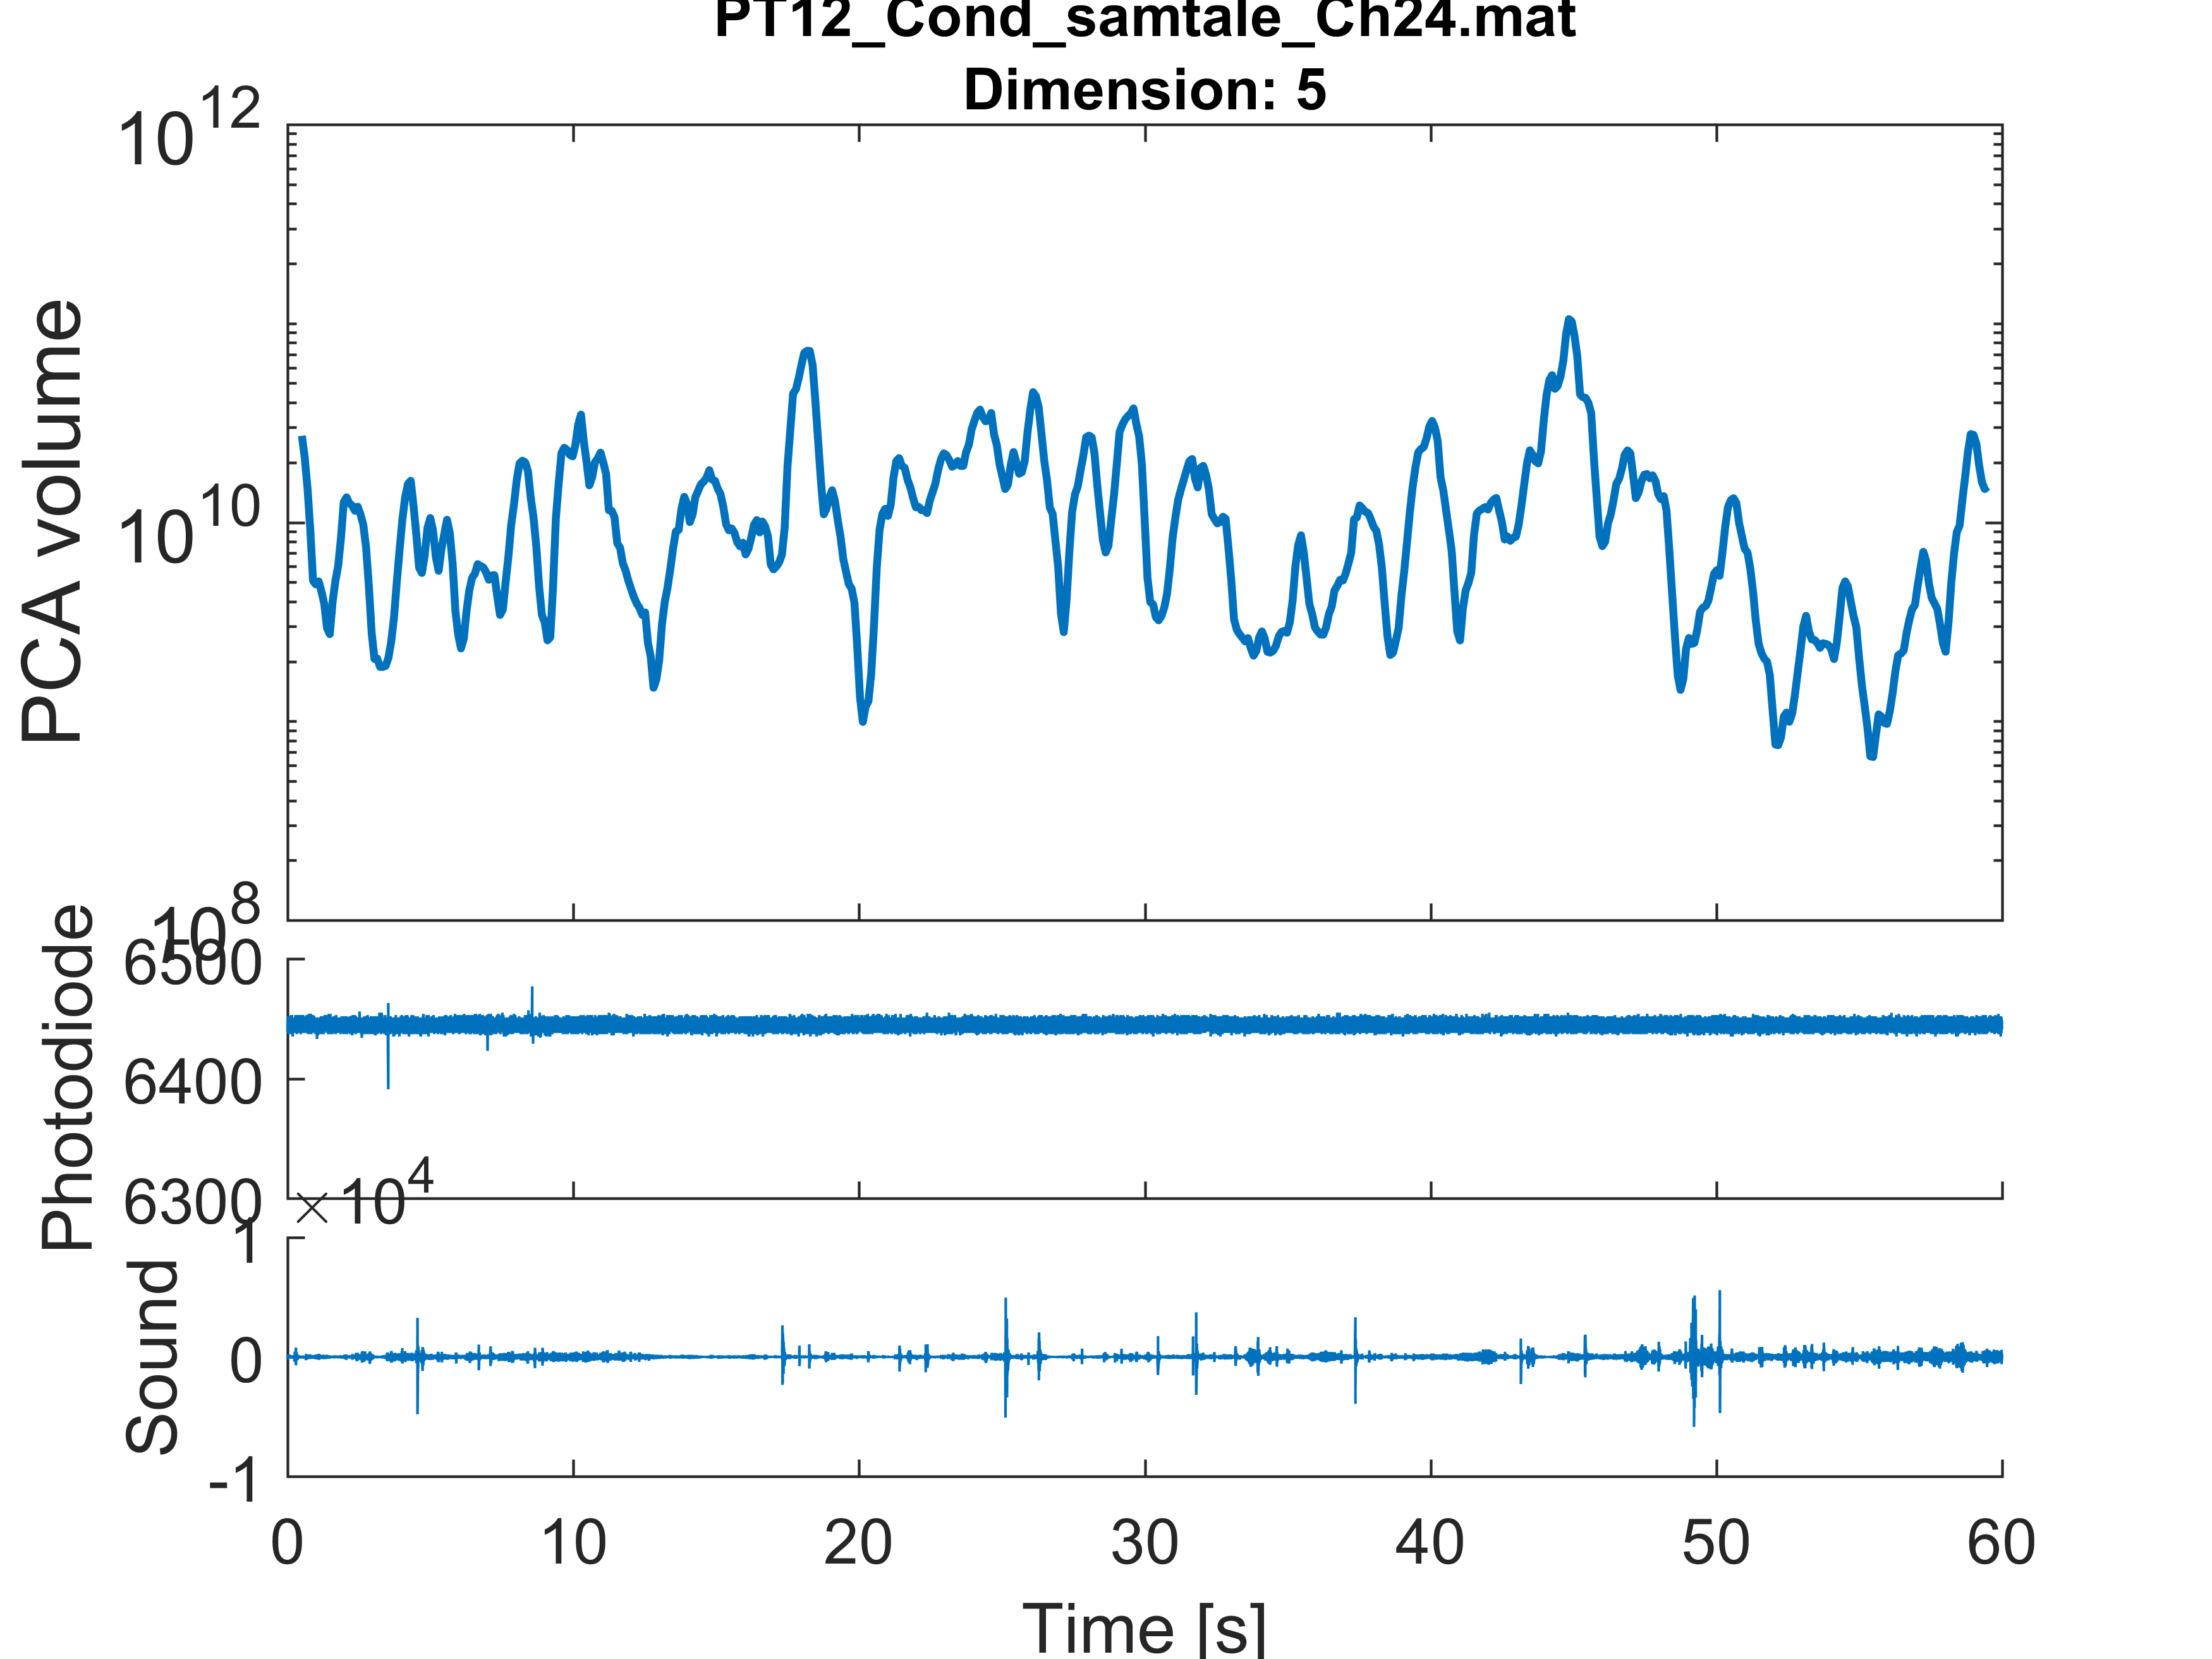 PT12_Cond_samtale_Ch24.mat
Dimension: 5
10^12
10^10
10^8
PCA volume
6500
6400
6300
Photodiode
×10^4
1
0
-1
Sound
0 10 20 30 40 50 60
Time [s]